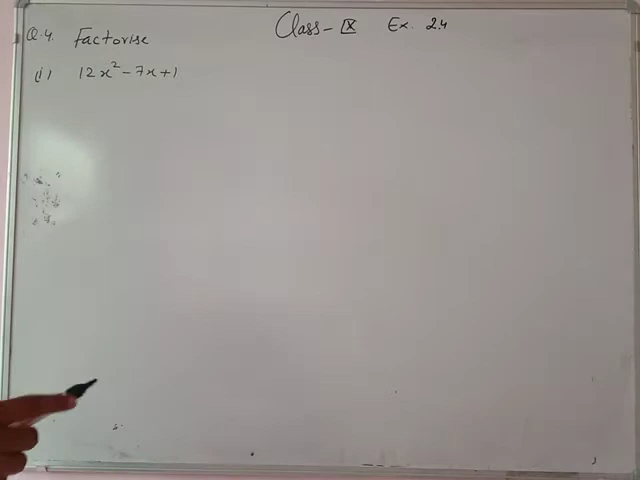 Class - IX Ex. 2.4
Q.4. Factorise
(i) 12x² - 7x + 1